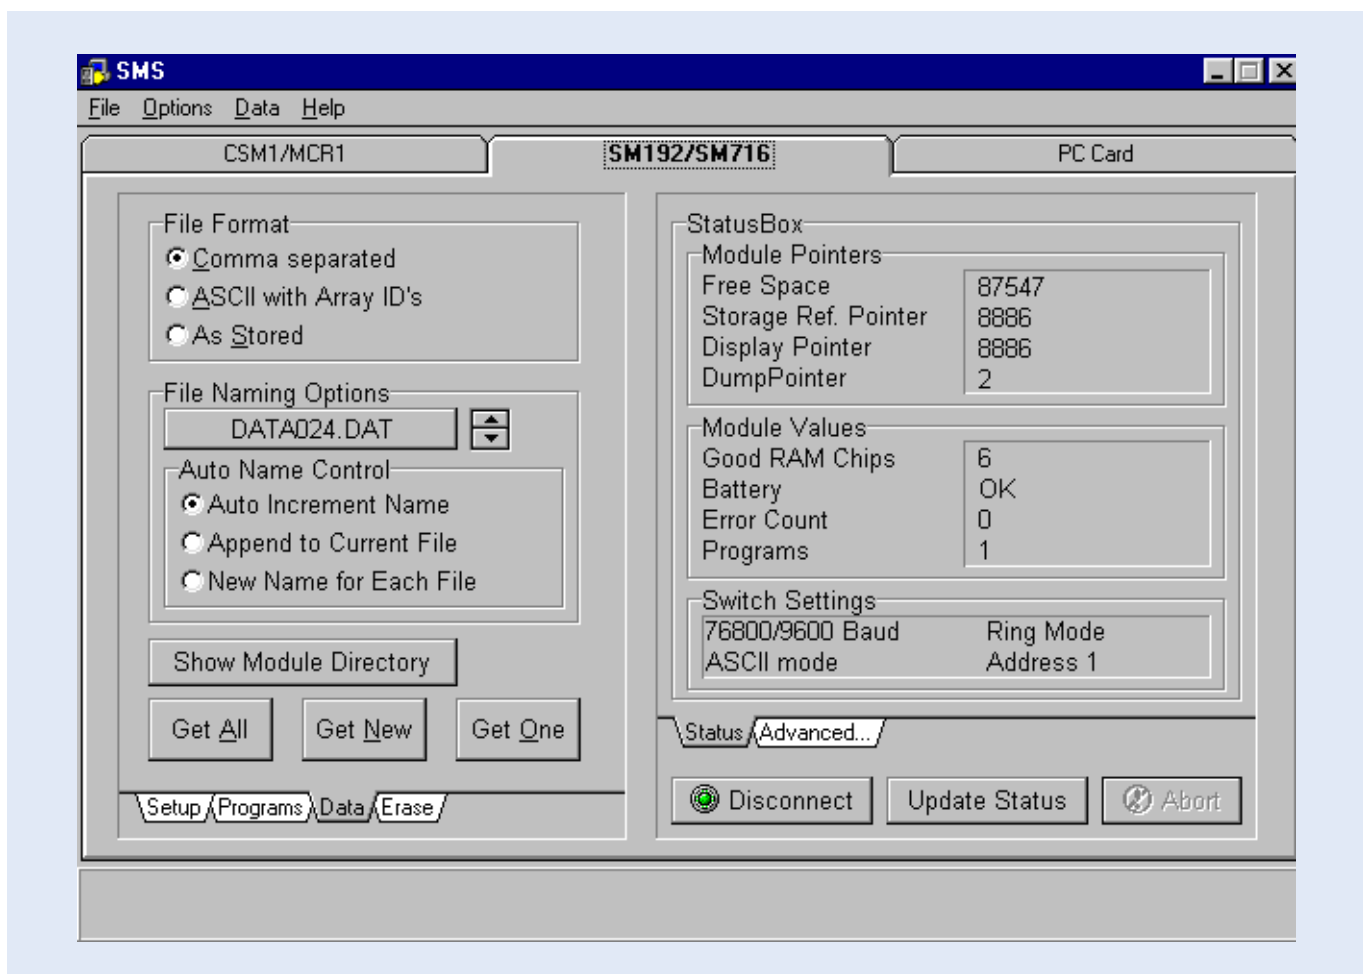 SMS
File Options Data Help
CSM1/MCR1 SM192/SM716 PC Card
File Format
Comma separated
ASCII with Array ID's
As Stored
File Naming Options
DATA024.DAT
Auto Name Control
Auto Increment Name
Append to Current File
New Name for Each File
Show Module Directory
Get All Get New Get One
Setup Programs Data Erase
StatusBox
Module Pointers
Free Space 87547
Storage Ref. Pointer 8886
Display Pointer 8886
DumpPointer 2
Module Values
Good RAM Chips 6
Battery OK
Error Count 0
Programs 1
Switch Settings
76800/9600 Baud Ring Mode
ASCII mode Address 1
Status Advanced...
Disconnect Update Status Abort